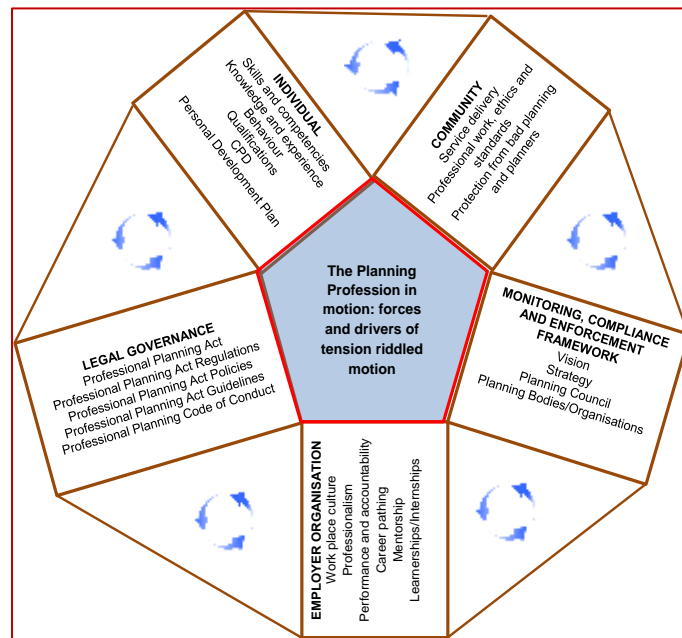 INDIVIDUAL
Skills and competencies
Knowledge and experience
Behaviour
Qualifications
CPD
Personal Development Plan
COMMUNITY
Service delivery
Professional work, ethics and
standards
Protection from bad planning
and planners
The Planning
Profession in
motion: forces
and drivers of
tension riddled
motion
MONITORING, COMPLIANCE
AND ENFORCEMENT
FRAMEWORK
Vision
Strategy
Planning Council
Planning Bodies/Organisations
LEGAL GOVERNANCE
Professional Planning Act
Professional Planning Act Regulations
Professional Planning Act Policies
Professional Planning Act Guidelines
Professional Planning Code of Conduct
EMPLOYER ORGANISATION
Work place culture
Professionalism
Performance and accountability
Career pathing
Mentorship
Learnerships/Internships